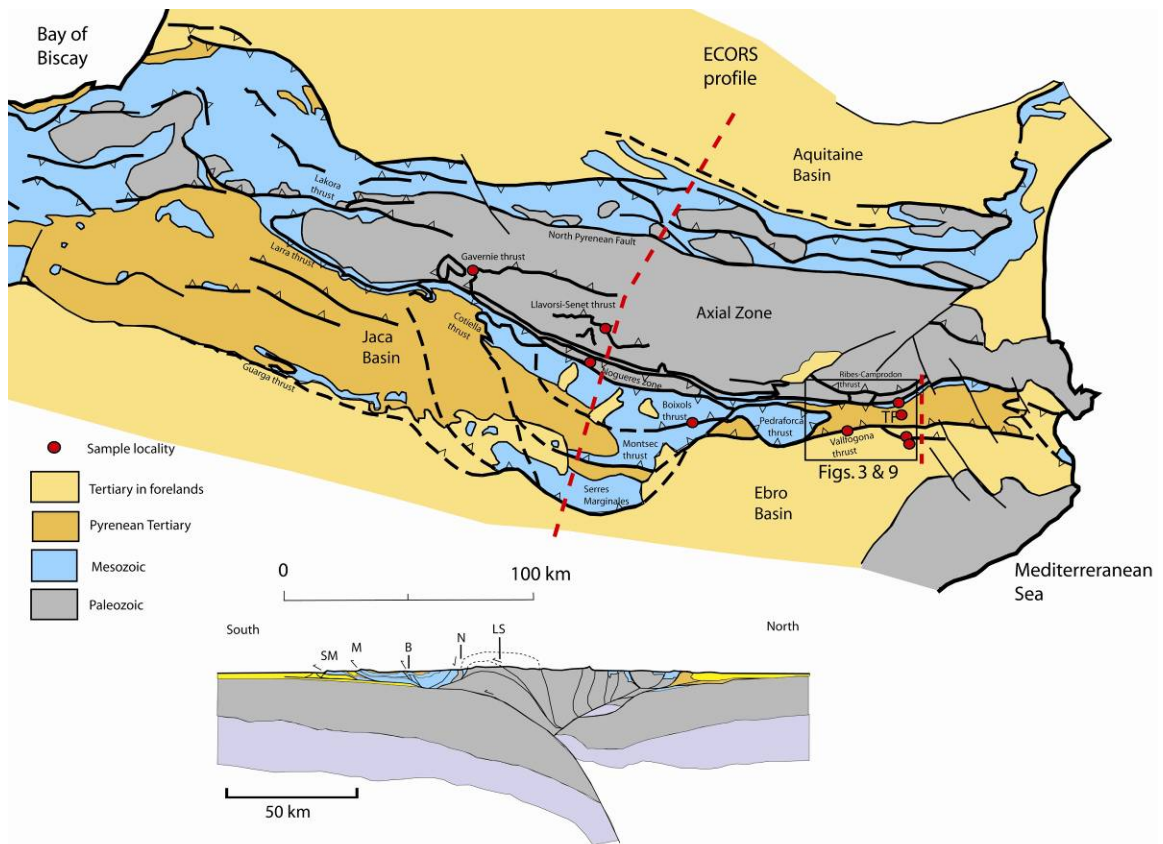 Bay of
Biscay
ECORS
profile
Aquitaine
Basin
Lakora
thrust
North Pyrenean Fault
Larra thrust
Gavernie thrust
Llavorsi-Senet thrust
Axial Zone
Cotiella
thrust
Jaca
Basin
Nogueres zone
Ribes-Camprodon
thrust
Guarga thrust
Boixols
thrust
Pedraforca
thrust
TP
Montsec
thrust
Vallfogona
thrust
Sample locality
Figs. 3 & 9
Tertiary in forelands
Serres
Marginales
Ebro
Basin
Pyrenean Tertiary
Mesozoic
Mediterreranean
Sea
0 100 km
Paleozoic
South North
SM M B N LS
50 km